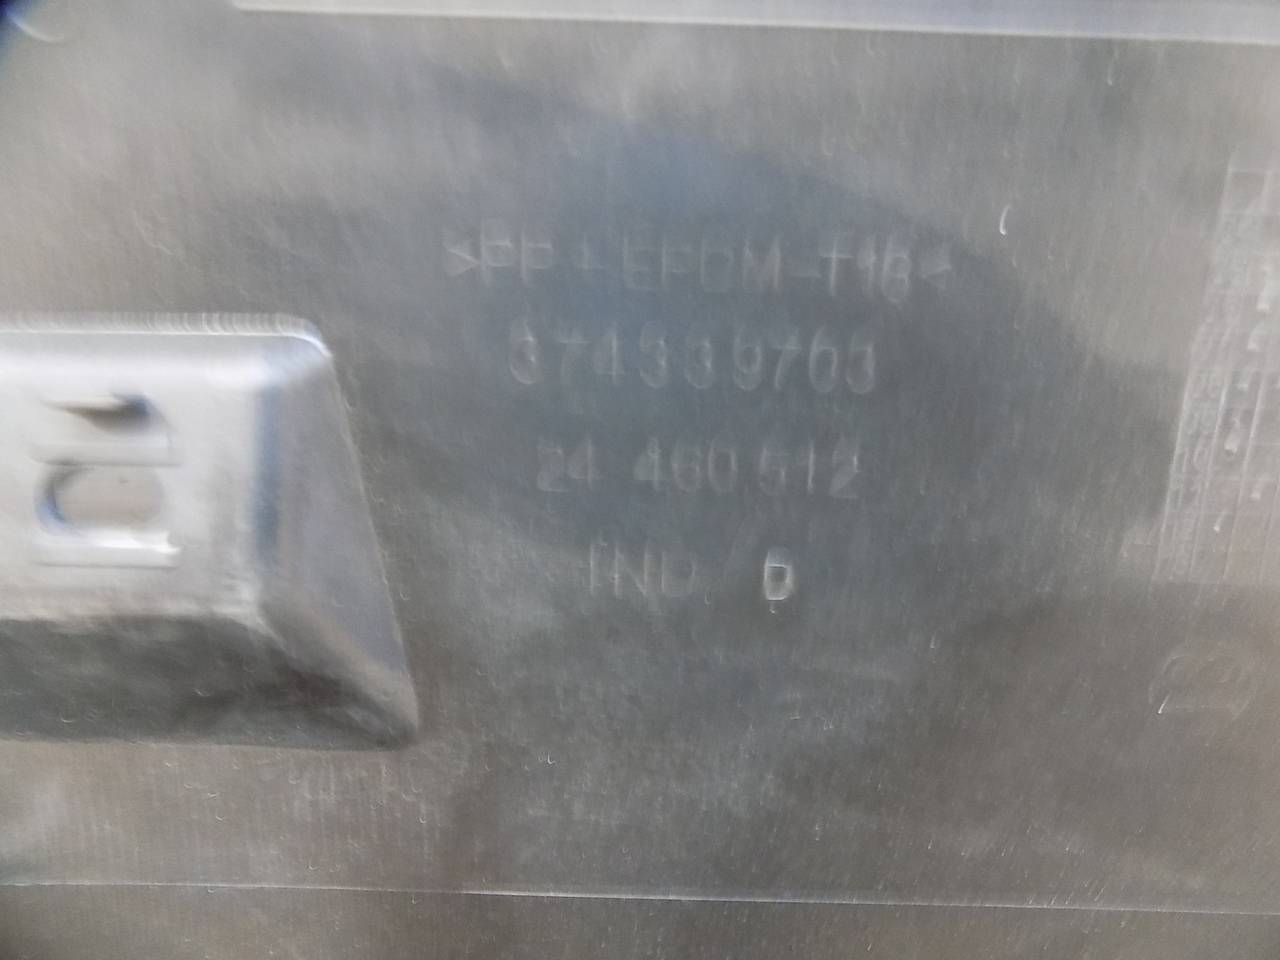 >PP+EPDM-T16<
374339763
24 460 512
IND D